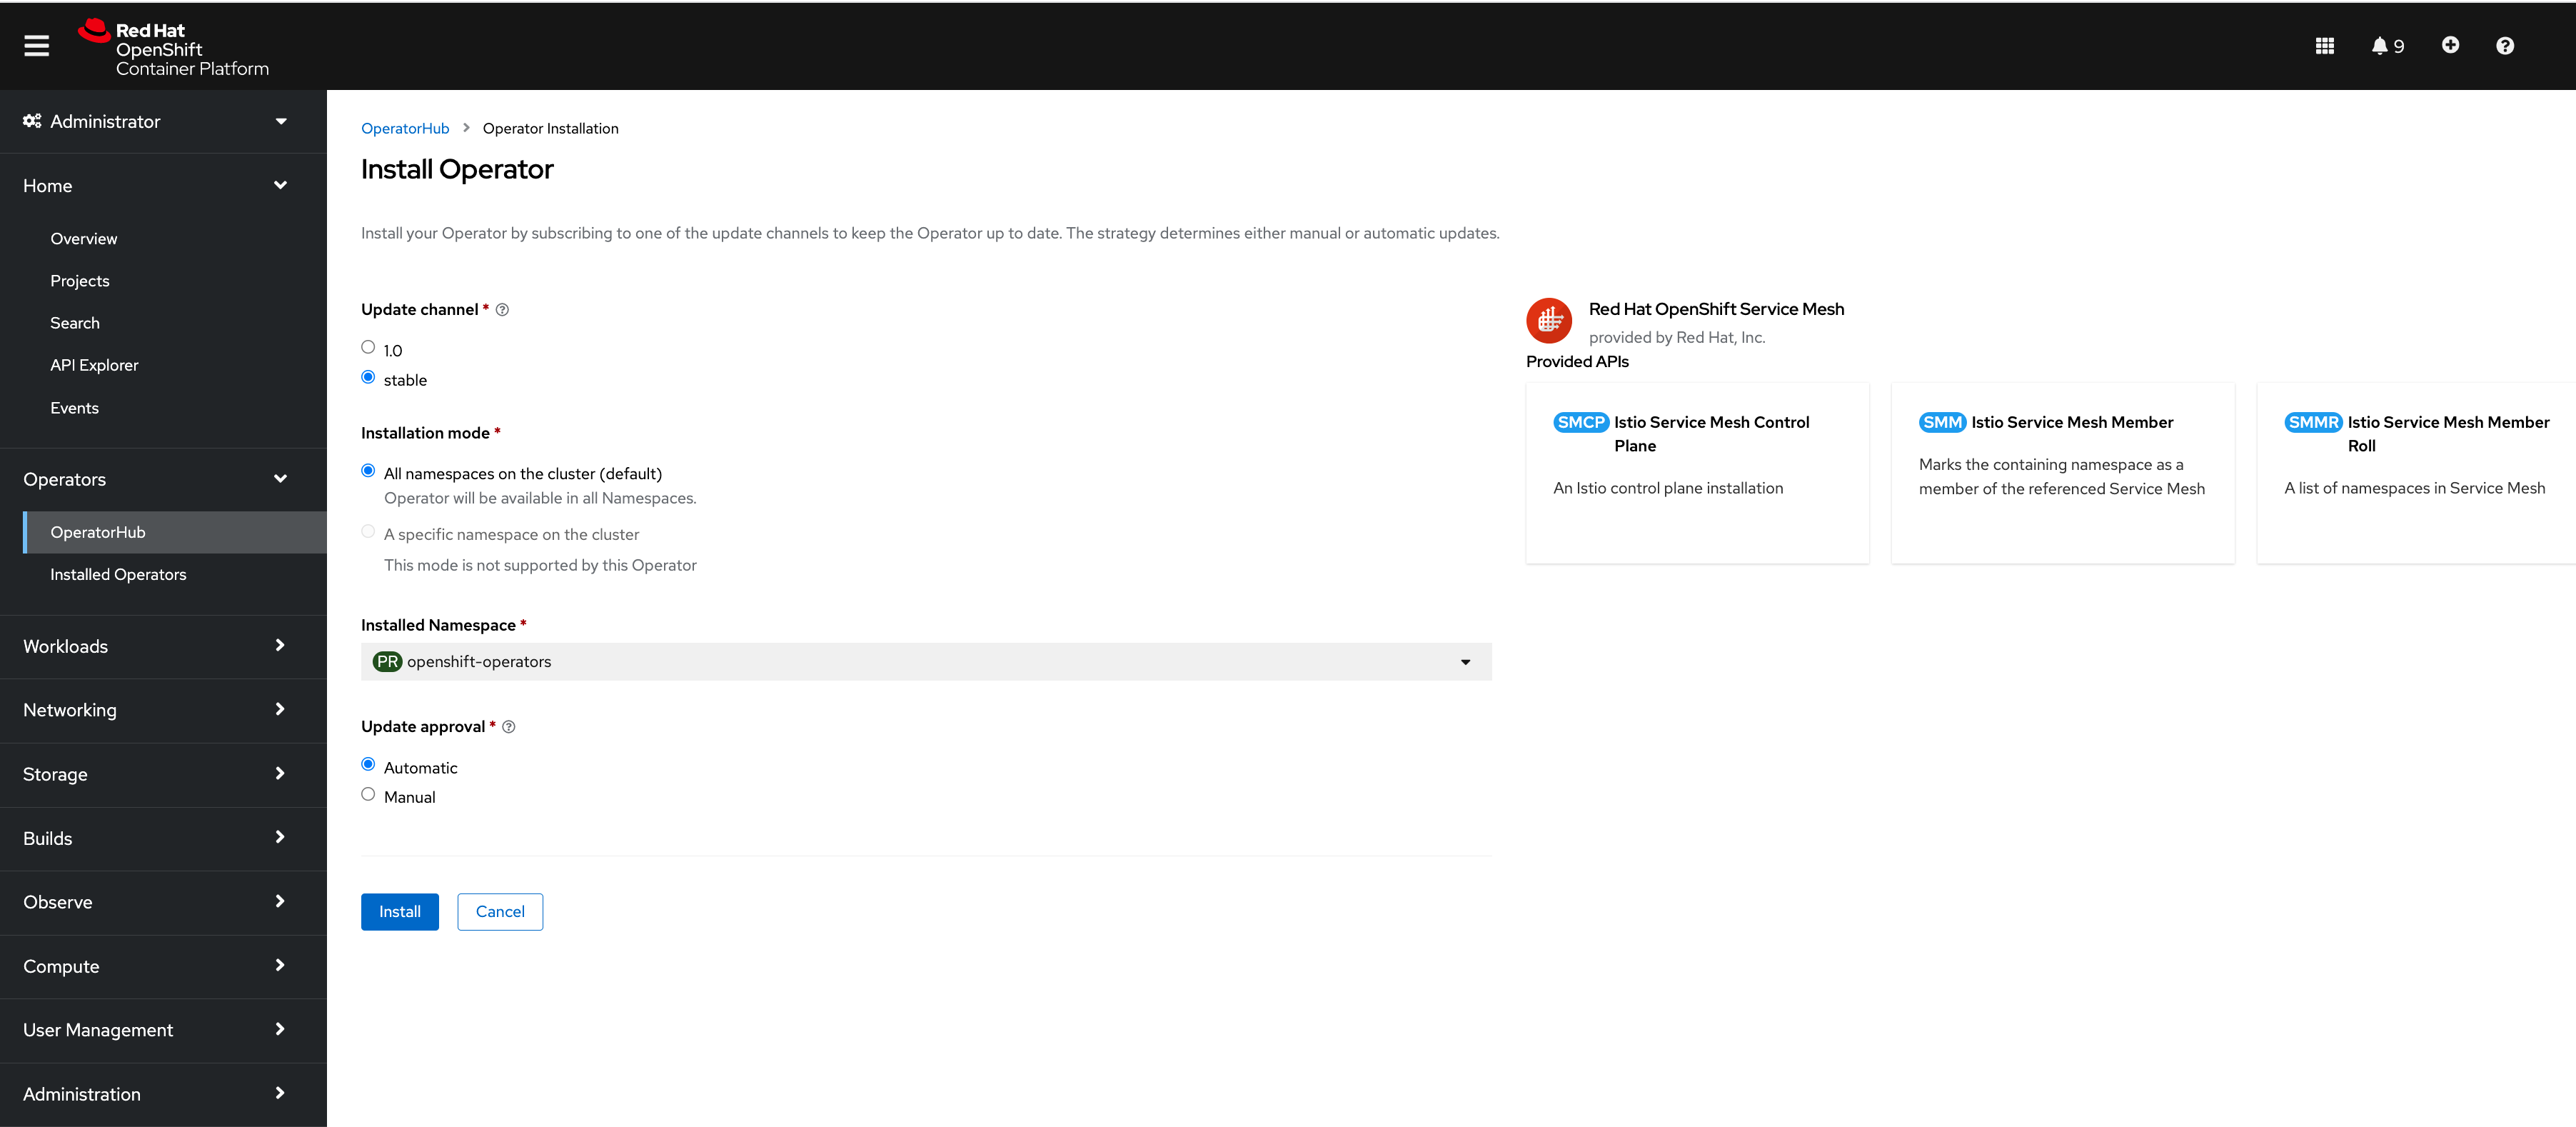 Red Hat
OpenShift
Container Platform
9
Administrator
Home
Overview
Projects
Search
API Explorer
Events
Operators
OperatorHub
Installed Operators
Workloads
Networking
Storage
Builds
Observe
Compute
User Management
Administration
OperatorHub > Operator Installation
Install Operator
Install your Operator by subscribing to one of the update channels to keep the Operator up to date. The strategy determines either manual or automatic updates.
Update channel *
1.0
stable
Installation mode *
All namespaces on the cluster (default)
Operator will be available in all Namespaces.
A specific namespace on the cluster
This mode is not supported by this Operator
Installed Namespace *
PR openshift-operators
Update approval *
Automatic
Manual
Install Cancel
Red Hat OpenShift Service Mesh
provided by Red Hat, Inc.
Provided APIs
SMCP Istio Service Mesh Control
Plane
An Istio control plane installation
SMM Istio Service Mesh Member
Marks the containing namespace as a
member of the referenced Service Mesh
SMMR Istio Service Mesh Member
Roll
A list of namespaces in Service Mesh